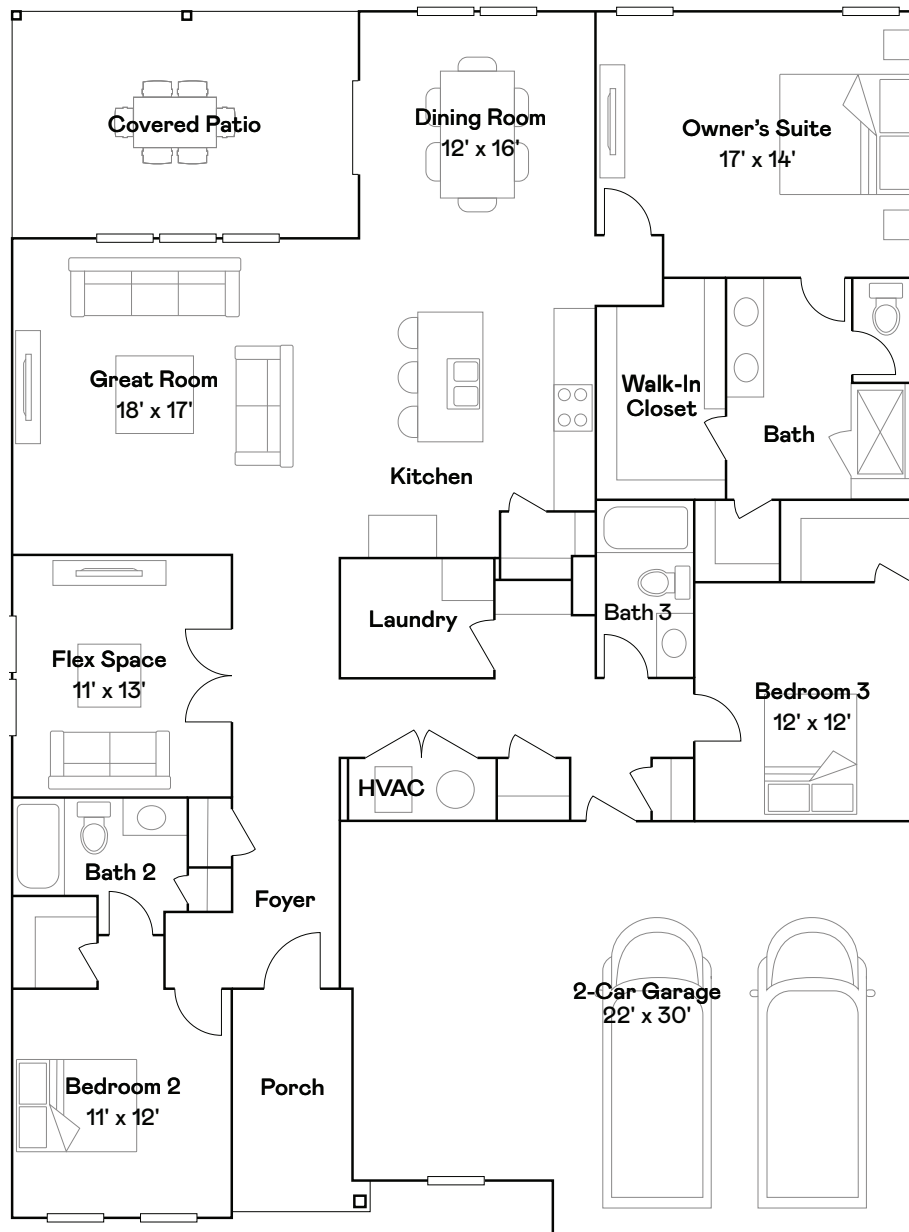 Covered Patio
Dining Room
12' x 16'
Owner's Suite
17' x 14'
Great Room
18' x 17'
Walk-In
Closet
Bath
Kitchen
Laundry
Bath 3
Flex Space
11' x 13'
Bedroom 3
12' x 12'
HVAC
Bath 2
Foyer
2-Car Garage
22' x 30'
Bedroom 2
11' x 12'
Porch